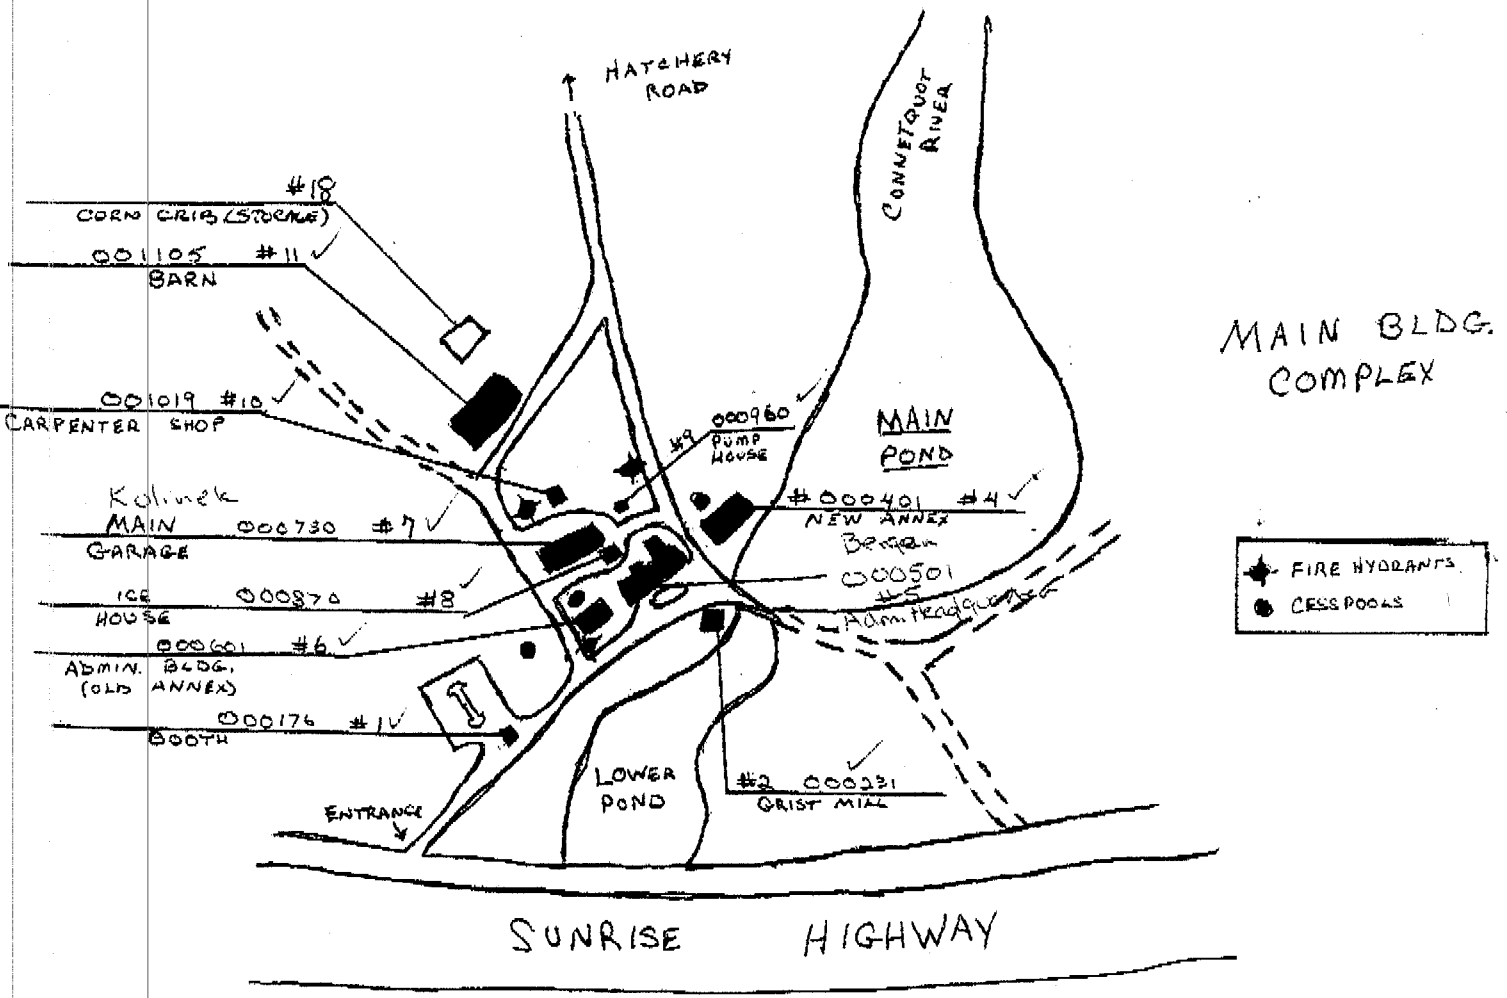 HATCHERY
ROAD
CONNETQUOT
RIVER
#18
CORN CRIB (STORAGE)
001105 #11 ✓
BARN
MAIN BLDG.
COMPLEX
001019 #10 ✓
CARPENTER SHOP
#9 000960 ✓
PUMP
HOUSE
MAIN
POND
Kolinek
MAIN 000730 #7 ✓
GARAGE
#000401 #4 ✓
NEW ANNEX
Bergen
000501
#5
Adm Headquarters
ICE 000870 #8 ✓
HOUSE
000601 #6 ✓
ADMIN. BLDG.
(OLD ANNEX)
000176 #1 ✓
BOOTH
FIRE HYDRANTS
CESSPOOLS
LOWER
POND
#2 000231 ✓
GRIST MILL
ENTRANCE
SUNRISE HIGHWAY